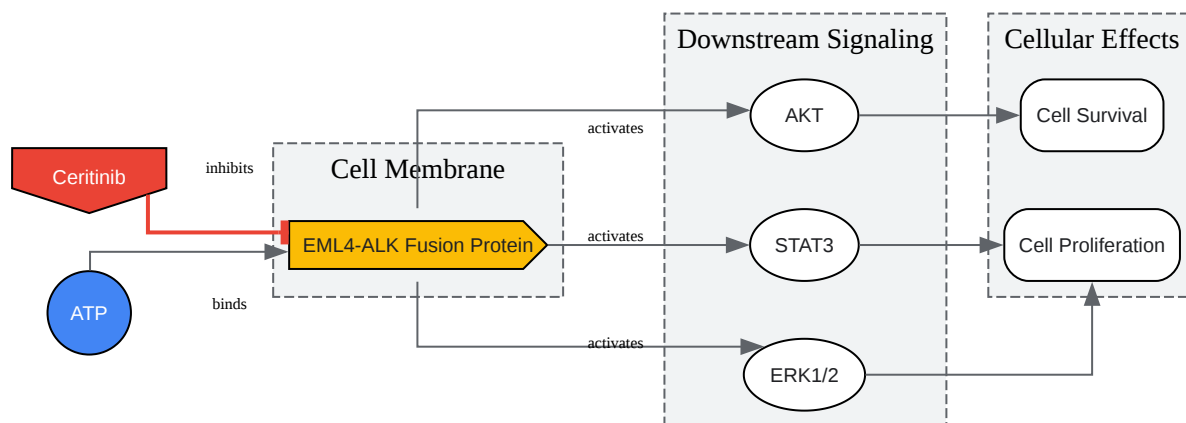 Downstream Signaling
Cellular Effects
AKT
Cell Survival
activates
Ceritinib
inhibits
Cell Membrane
EML4-ALK Fusion Protein
activates
STAT3
Cell Proliferation
ATP
binds
activates
ERK1/2